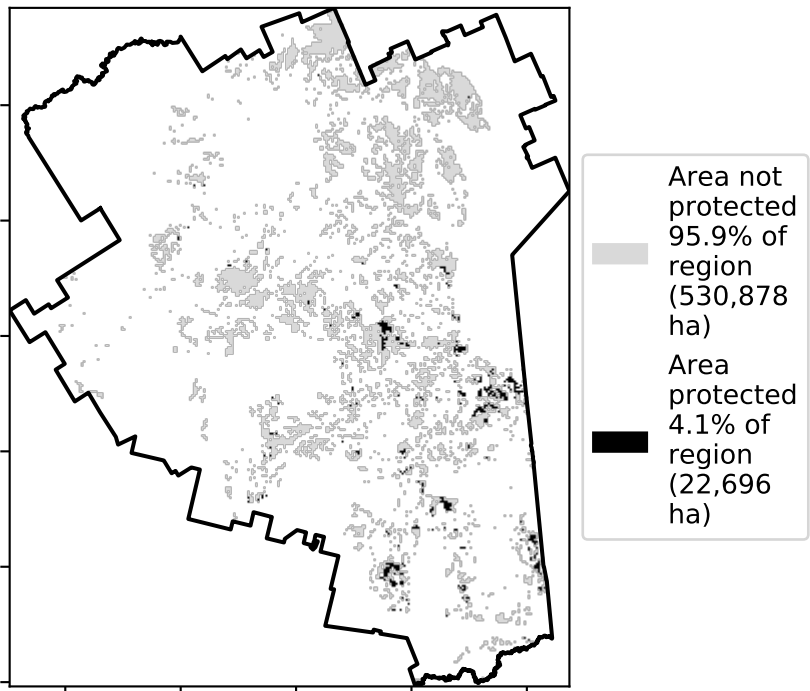 Area not
protected
95.9% of
region
(530,878
ha)
Area
protected
4.1% of
region
(22,696
ha)